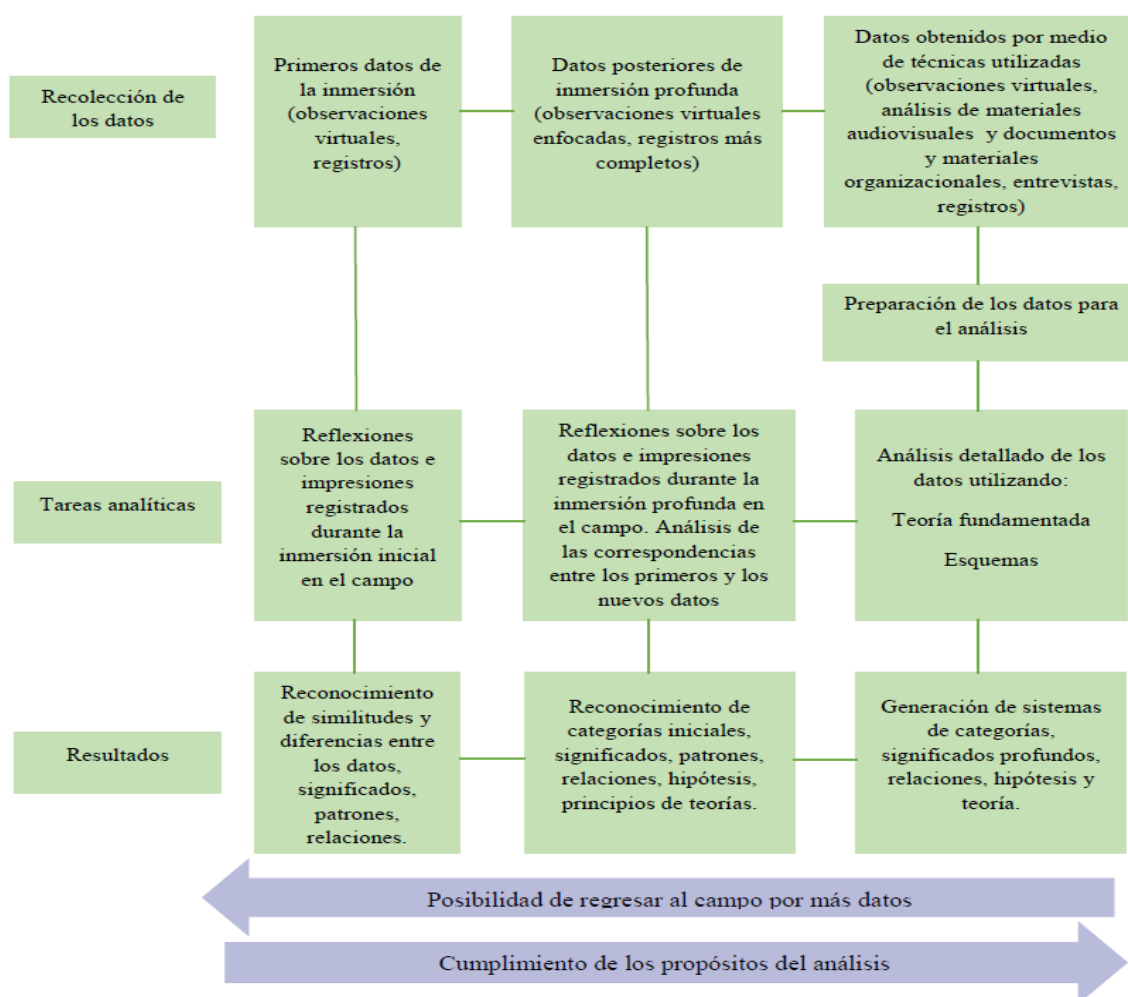 Recolección de
los datos
Primeros datos de
la inmersión
(observaciones
virtuales,
registros)
Datos posteriores de
inmersión profunda
(observaciones virtuales
enfocadas, registros más
completos)
Datos obtenidos por medio
de técnicas utilizadas
(observaciones virtuales,
análisis de materiales
audiovisuales y documentos
y materiales
organizacionales, entrevistas,
registros)
Preparación de los datos para
el análisis
Tareas analíticas
Reflexiones
sobre los datos e
impresiones
registrados
durante la
inmersión inicial
en el campo
Reflexiones sobre los
datos e impresiones
registrados durante la
inmersión profunda en
el campo. Análisis de
las correspondencias
entre los primeros y los
nuevos datos
Análisis detallado de los
datos utilizando:
Teoría fundamentada
Esquemas
Resultados
Reconocimiento
de similitudes y
diferencias entre
los datos,
significados,
patrones,
relaciones.
Reconocimiento de
categorías iniciales,
significados, patrones,
relaciones, hipótesis,
principios de teorías.
Generación de sistemas
de categorías,
significados profundos,
relaciones, hipótesis y
teoría.
Posibilidad de regresar al campo por más datos
Cumplimiento de los propósitos del análisis